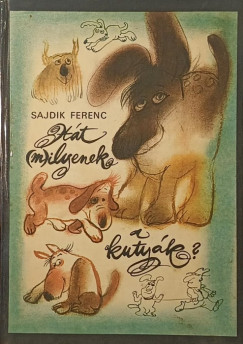 SAJDIK FERENC
Hát
milyenek
a
kutyák?